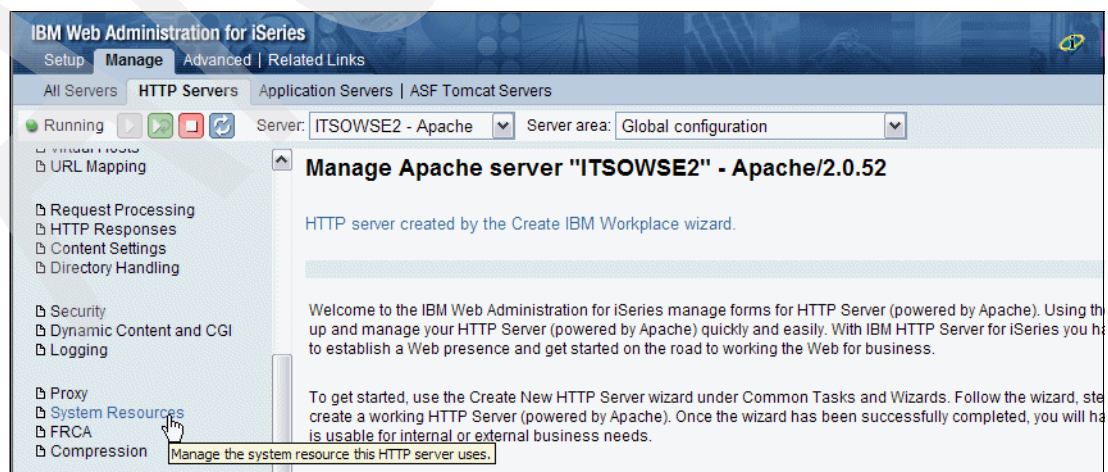 IBM Web Administration for iSeries
Setup Manage Advanced | Related Links
All Servers HTTP Servers Application Servers | ASF Tomcat Servers
Running Server: ITSOWSE2 - Apache Server area: Global configuration
Virtual Hosts
URL Mapping
Request Processing
HTTP Responses
Content Settings
Directory Handling
Security
Dynamic Content and CGI
Logging
Proxy
System Resources
FRCA
Compression
Manage the system resource this HTTP server uses.
Manage Apache server "ITSOWSE2" - Apache/2.0.52
HTTP server created by the Create IBM Workplace wizard.
Welcome to the IBM Web Administration for iSeries manage forms for HTTP Server (powered by Apache). Using
up and manage your HTTP Server (powered by Apache) quickly and easily. With IBM HTTP Server for iSeries you
to establish a Web presence and get started on the road to working the Web for business.
To get started, use the Create New HTTP Server wizard under Common Tasks and Wizards. Follow the wizard,
create a working HTTP Server (powered by Apache). Once the wizard has been successfully completed, you will
is usable for internal or external business needs.